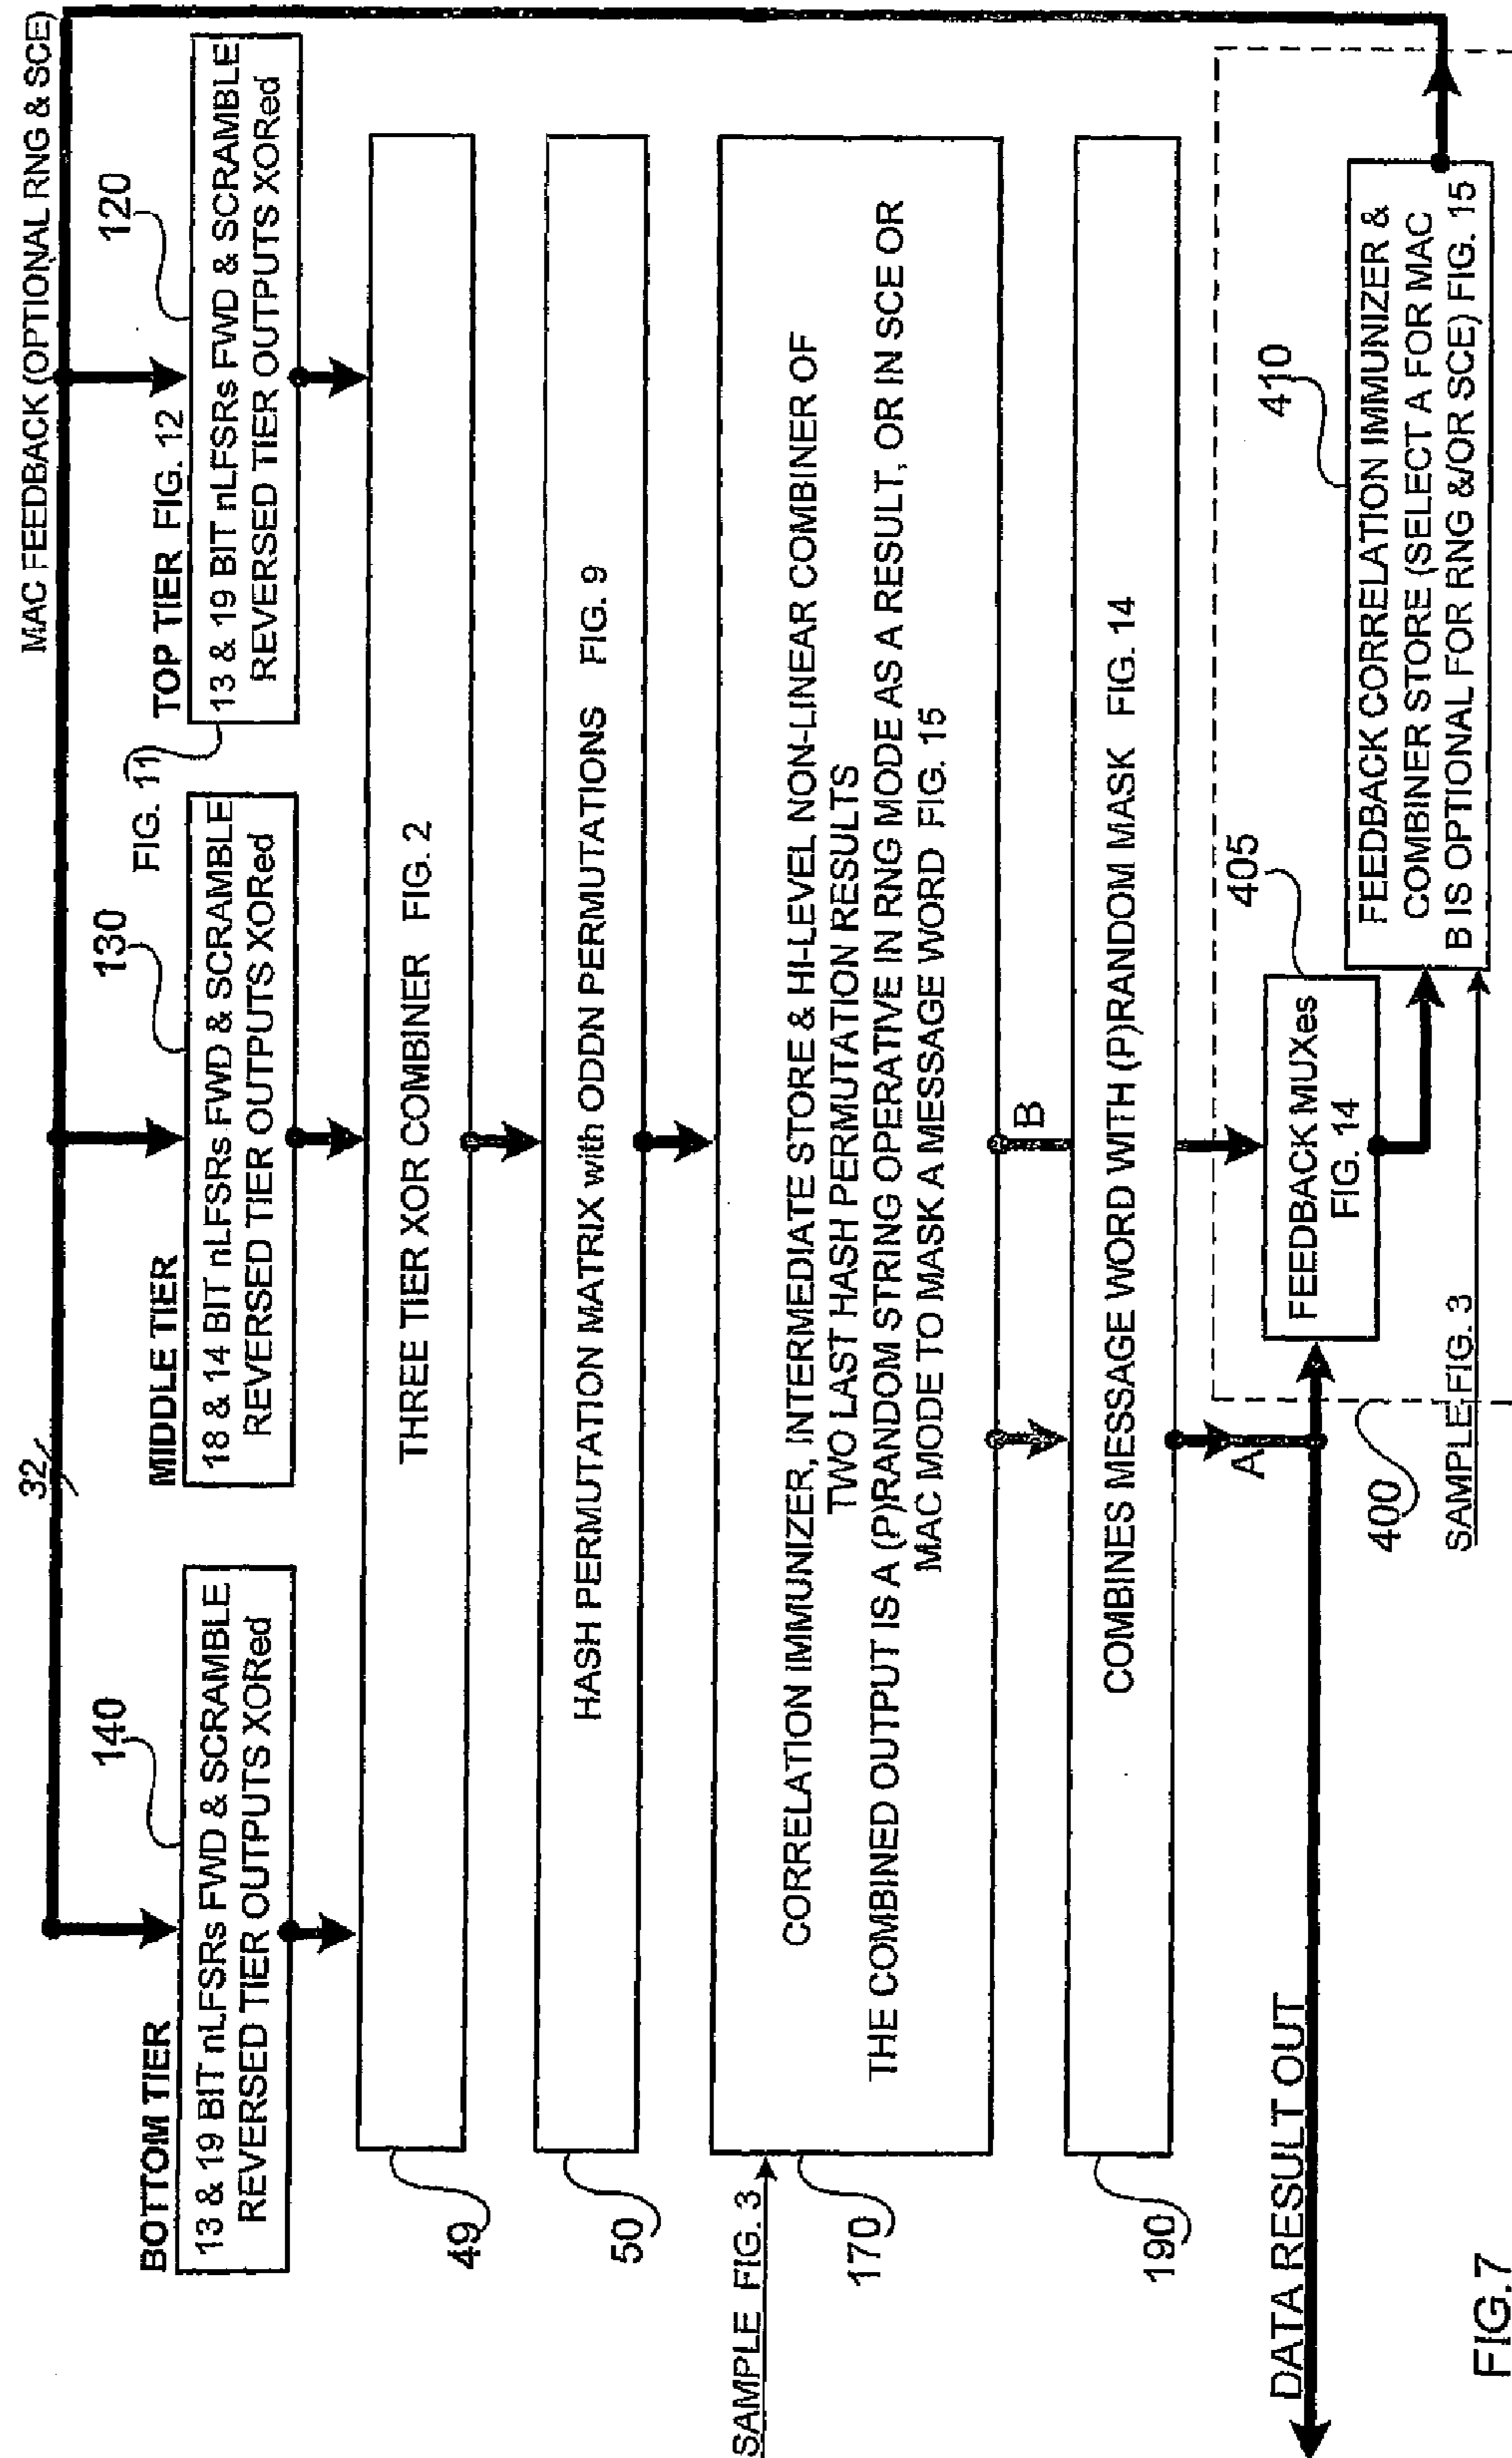 MAC FEEDBACK (OPTIONAL RNG & SCE)
32
BOTTOM TIER
140
13 & 19 BIT nLFSRs FWD & SCRAMBLE
REVERSED TIER OUTPUTS XORed
MIDDLE TIER
130
18 & 14 BIT nLFSRs FWD & SCRAMBLE
REVERSED TIER OUTPUTS XORed
FIG. 11
TOP TIER FIG. 12
120
13 & 19 BIT nLFSRs FWD & SCRAMBLE
REVERSED TIER OUTPUTS XORed
49
THREE TIER XOR COMBINER FIG. 2
50
HASH PERMUTATION MATRIX with ODDN PERMUTATIONS FIG. 9
SAMPLE FIG. 3
170
CORRELATION IMMUNIZER, INTERMEDIATE STORE & HI-LEVEL NON-LINEAR COMBINER OF
TWO LAST HASH PERMUTATION RESULTS
THE COMBINED OUTPUT IS A (P)RANDOM STRING OPERATIVE IN RNG MODE AS A RESULT, OR IN SCE OR
MAC MODE TO MASK A MESSAGE WORD FIG. 15
B
190
COMBINES MESSAGE WORD WITH (P)RANDOM MASK FIG. 14
A
DATA RESULT OUT
400
405
FEEDBACK MUXes
FIG. 14
SAMPLE FIG. 3
410
FEEDBACK CORRELATION IMMUNIZER &
COMBINER STORE (SELECT A FOR MAC
B IS OPTIONAL FOR RNG &/OR SCE) FIG. 15
FIG.7